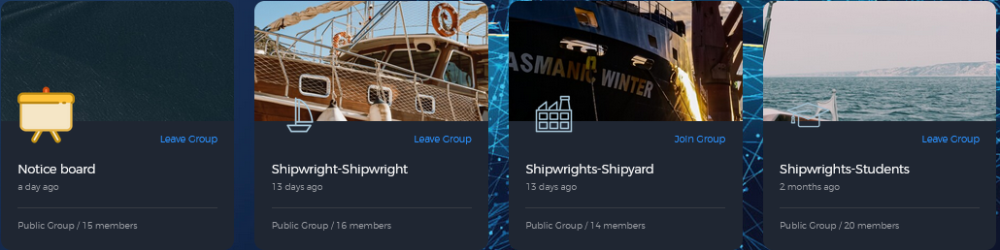 ASMANIC WINTER
Leave Group
Notice board
a day ago
Public Group / 15 members
Leave Group
Shipwright-Shipwright
13 days ago
Public Group / 16 members
Join Group
Shipwrights-Shipyard
13 days ago
Public Group / 14 members
Leave Group
Shipwrights-Students
2 months ago
Public Group / 20 members